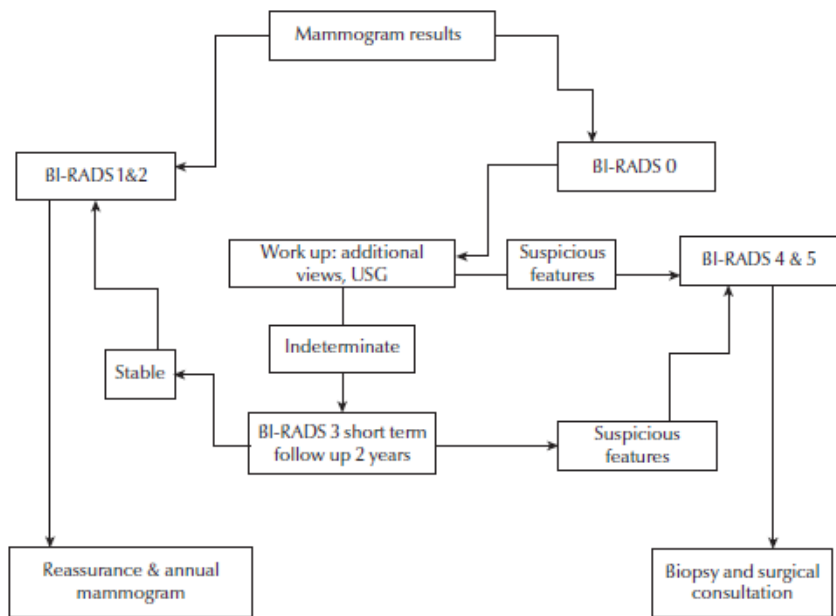 Mammogram results
BI-RADS 1&2
BI-RADS 0
Work up: additional
views, USG
Suspicious
features
BI-RADS 4 & 5
Indeterminate
Stable
BI-RADS 3 short term
follow up 2 years
Suspicious
features
Reassurance & annual
mammogram
Biopsy and surgical
consultation